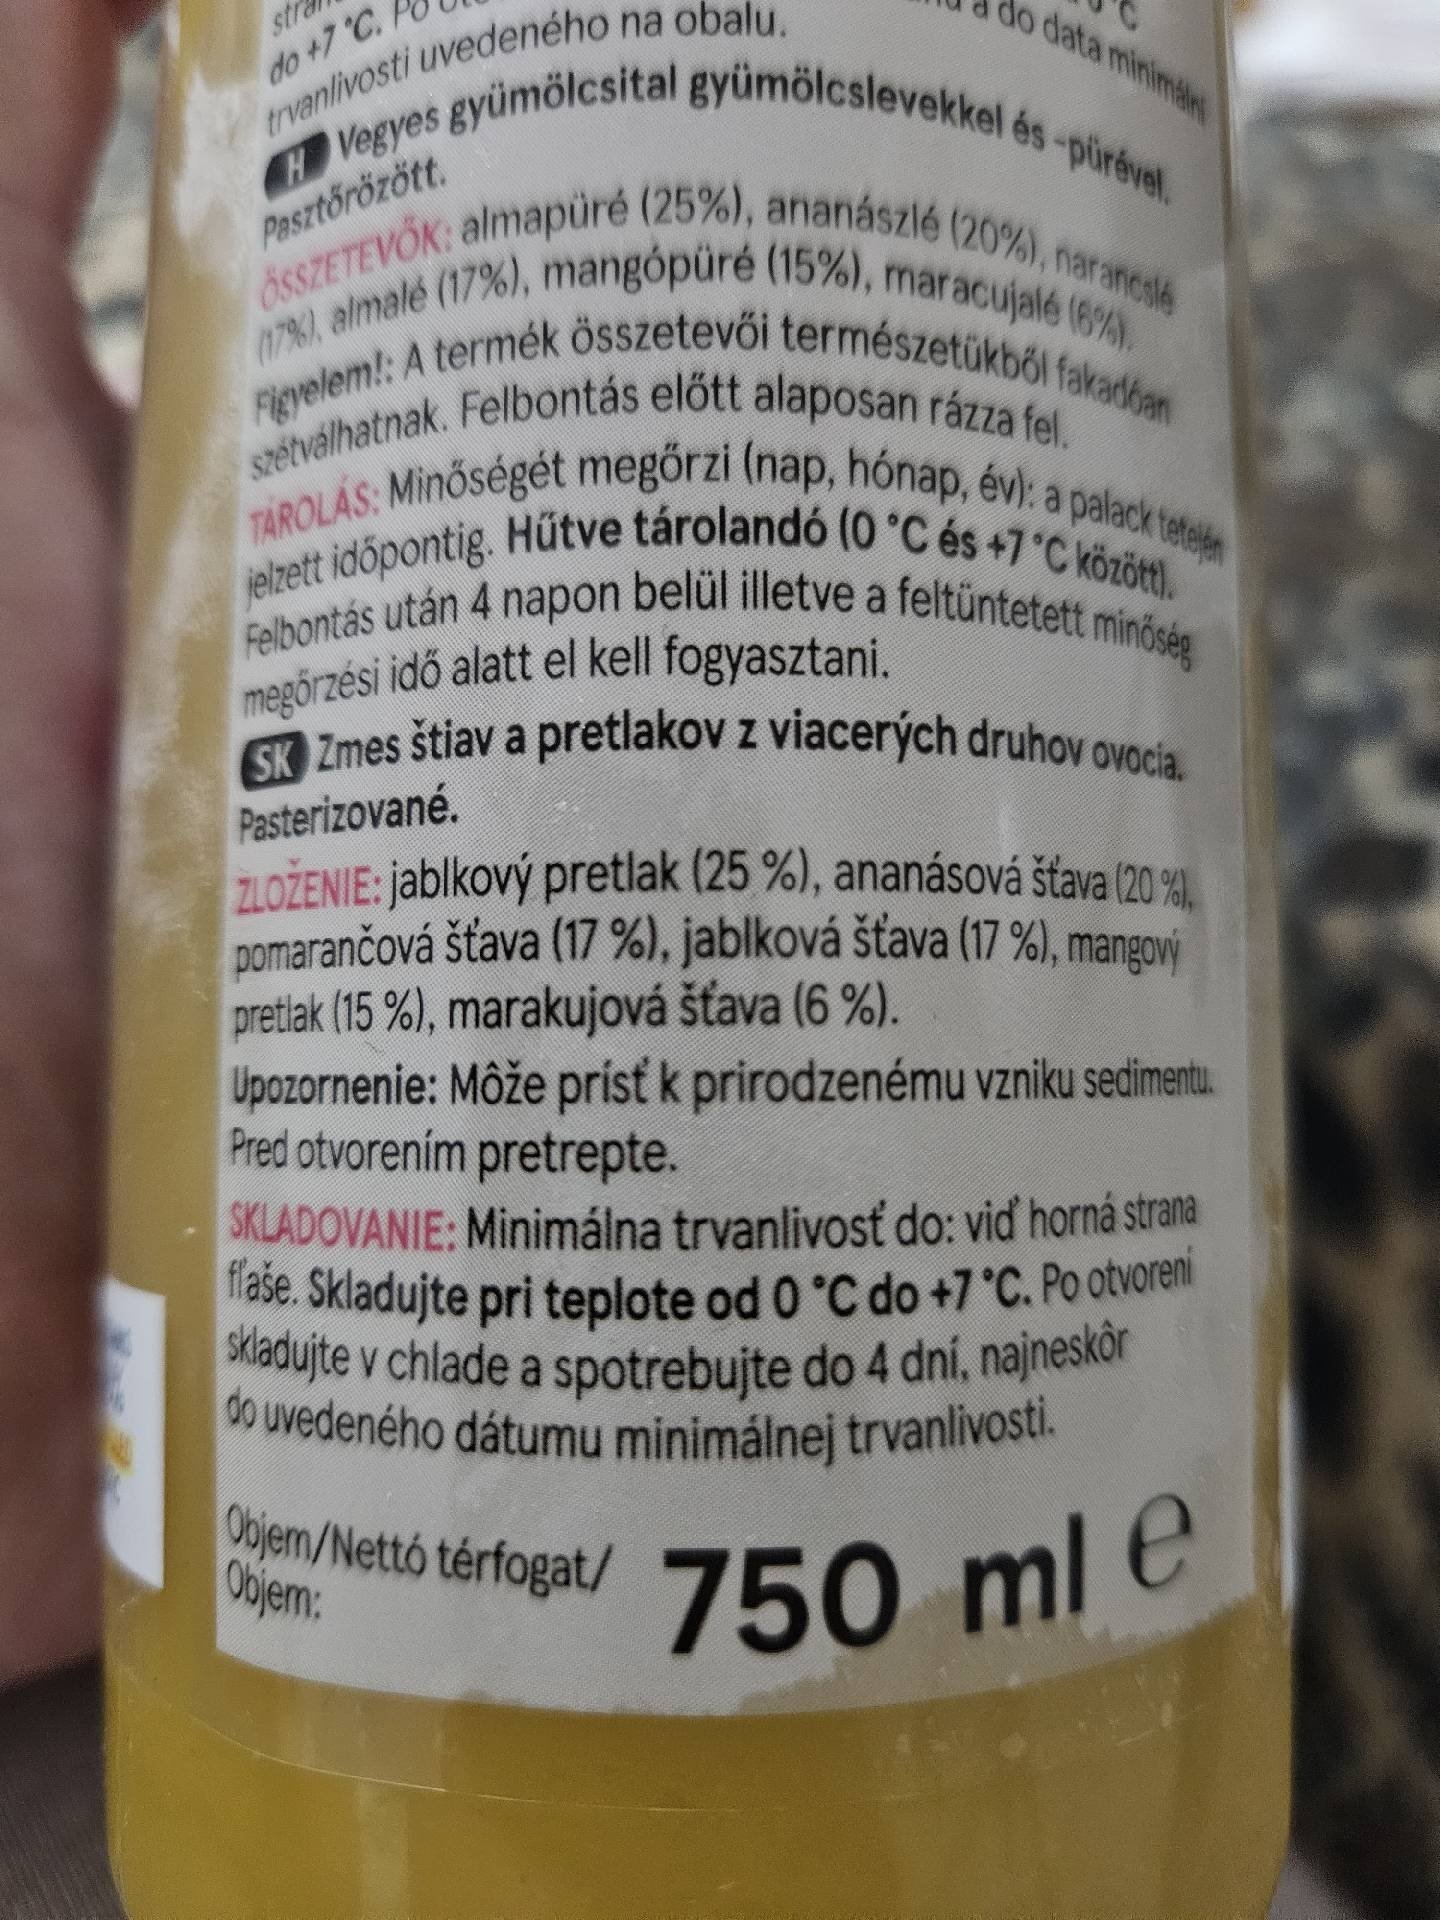 do +7 °C. Po
a do data minimální
trvanlivosti uvedeného na obalu.
H Vegyes gyümölcsital gyümölcslevekkel és -pürével.
Pasztőrözött.
ÖSSZETEVŐK: almapüré (25%), ananászlé (20%), narancslé
(17%), almalé (17%), mangópüré (15%), maracujalé (6%).
Figyelem!: A termék összetevői természetükből fakadóan
szétválhatnak. Felbontás előtt alaposan rázza fel.
TÁROLÁS: Minőségét megőrzi (nap, hónap, év): a palack tetején
jelzett időpontig. Hűtve tárolandó (0 °C és +7 °C között).
Felbontás után 4 napon belül illetve a feltüntetett minőség
megőrzési idő alatt el kell fogyasztani.
SK Zmes štiav a pretlakov z viacerých druhov ovocia.
Pasterizované.
ZLOŽENIE: jablkový pretlak (25 %), ananásová šťava (20 %),
pomarančová šťava (17 %), jablková šťava (17 %), mangový
pretlak (15 %), marakujová šťava (6 %).
Upozornenie: Môže prísť k prirodzenému vzniku sedimentu.
Pred otvorením pretrepte.
SKLADOVANIE: Minimálna trvanlivosť do: viď horná strana
fľaše. Skladujte pri teplote od 0 °C do +7 °C. Po otvorení
skladujte v chlade a spotrebujte do 4 dní, najneskôr
do uvedeného dátumu minimálnej trvanlivosti.
Objem/Nettó térfogat/
Objem:
750 ml e